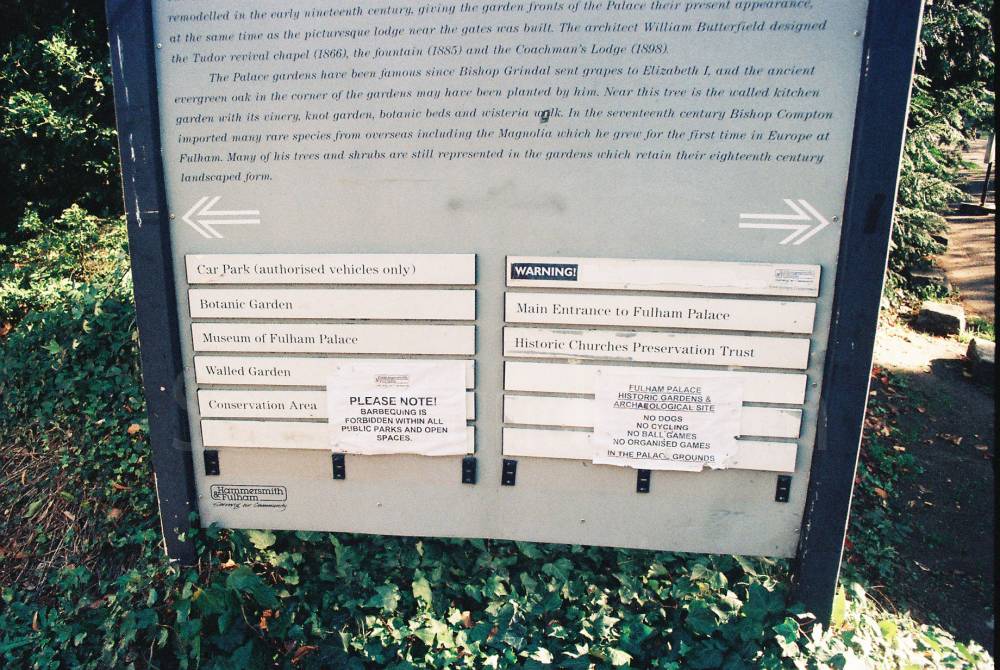 remodelled in the early nineteenth century, giving the garden fronts of the Palace their present appearance,
at the same time as the picturesque lodge near the gates was built. The architect William Butterfield designed
the Tudor revival chapel (1866), the fountain (1885) and the Coachman's Lodge (1898).
The Palace gardens have been famous since Bishop Grindal sent grapes to Elizabeth I, and the ancient
evergreen oak in the corner of the gardens may have been planted by him. Near this tree is the walled kitchen
garden with its vinery, knot garden, botanic beds and wisteria walk. In the seventeenth century Bishop Compton
imported many rare species from overseas including the Magnolia which he grew for the first time in Europe at
Fulham. Many of his trees and shrubs are still represented in the gardens which retain their eighteenth century
landscaped form.
Car Park (authorised vehicles only)
Botanic Garden
Museum of Fulham Palace
Walled Garden
Conservation Area
PLEASE NOTE!
BARBEQUING IS
FORBIDDEN WITHIN ALL
PUBLIC PARKS AND OPEN
SPACES.
Hammersmith
& Fulham
Serving our Community
WARNING!
Main Entrance to Fulham Palace
Historic Churches Preservation Trust
FULHAM PALACE
HISTORIC GARDENS &
ARCHAEOLOGICAL SITE
NO DOGS
NO CYCLING
NO BALL GAMES
NO ORGANISED GAMES
IN THE PALACE GROUNDS